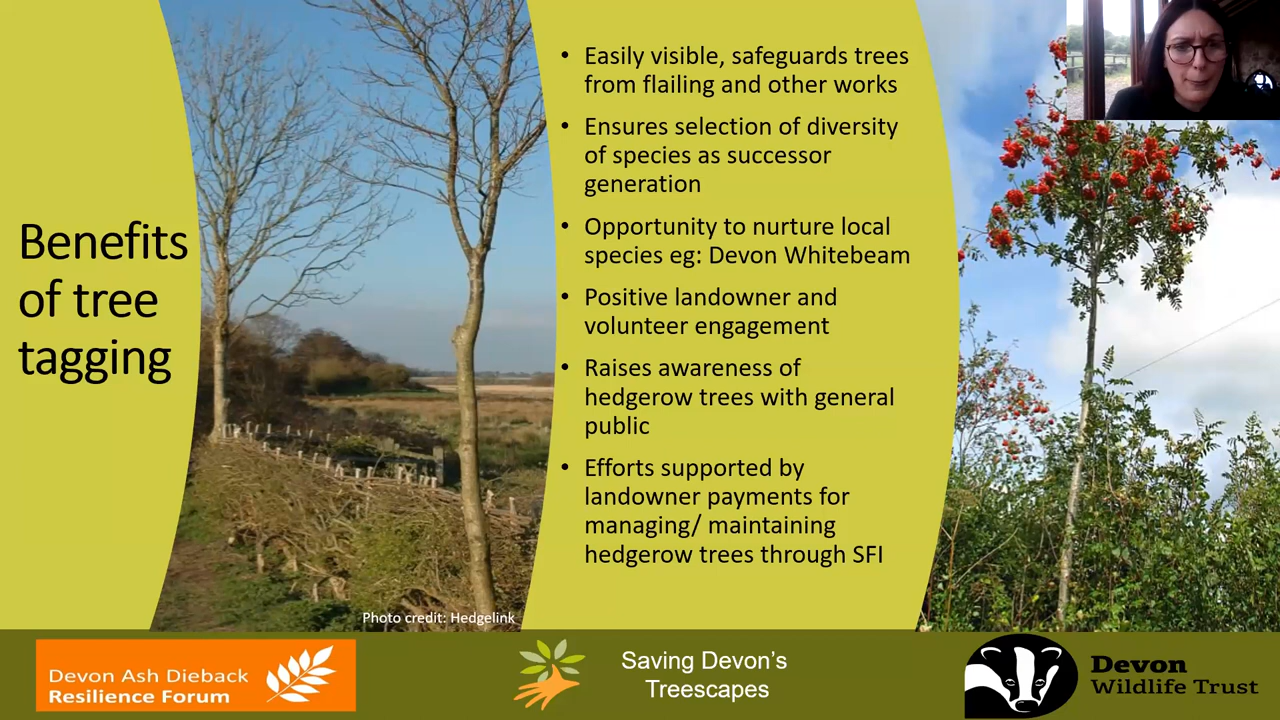 Benefits
of tree
tagging
• Easily visible, safeguards trees
from flailing and other works
• Ensures selection of diversity
of species as successor
generation
• Opportunity to nurture local
species eg: Devon Whitebeam
• Positive landowner and
volunteer engagement
• Raises awareness of
hedgerow trees with general
public
• Efforts supported by
landowner payments for
managing/ maintaining
hedgerow trees through SFI
Photo credit: Hedgelink
Devon Ash Dieback
Resilience Forum
Saving Devon’s
Treescapes
Devon
Wildlife Trust